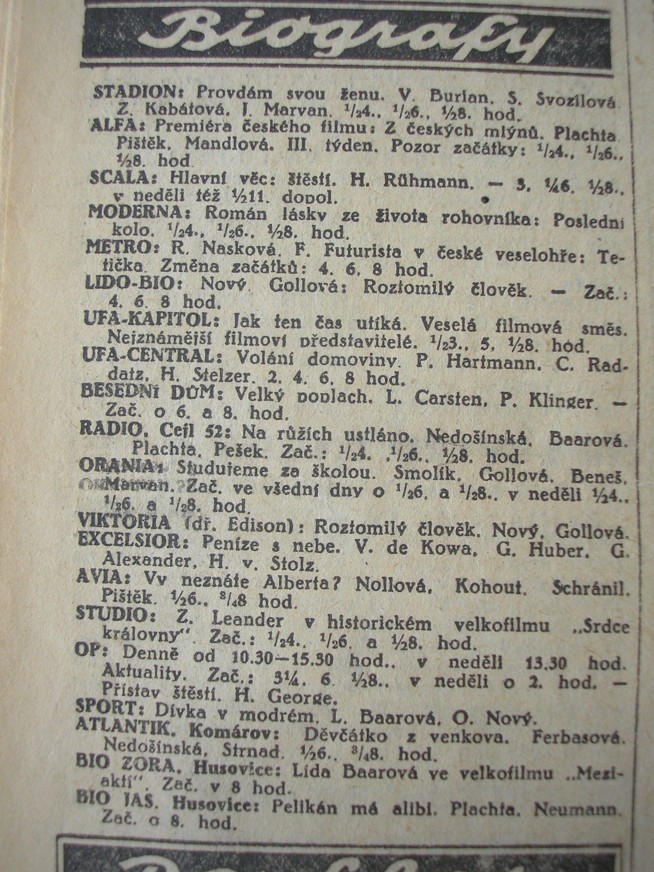 Biografy
STADION: Provdám svou ženu. V. Burian, S. Svozilová
Z. Kabátová, J. Marvan. ½4., ½6., ½8. hod.
ALFA: Premiéra českého filmu: Z českých mlýnů. Plachta
Pištěk, Mandlová. III. týden. Pozor začátky: ½4., ½6.,
½8. hod
SCALA: Hlavní věc: štěstí. H. Rühmann. — 3, ¼6, ½8.,
v neděli též ½11. dopol.
MODERNA: Román lásky ze života rohovníka: Poslední
kolo. ½4., ½6., ½8. hod.
METRO: R. Nasková, F. Futurista v české veselohře: Te-
tička. Změna začátků: 4, 6, 8 hod.
LIDO-BIO: Nový, Gollová: Roztomilý člověk. — Zač.:
4, 6, 8 hod.
UFA-KAPITOL: Jak ten čas utíká. Veselá filmová směs.
Nejznámější filmoví představitelé. ½3., 5, ½8. hod.
UFA-CENTRAL: Volání domoviny. P. Hartmann, C. Rad-
datz, H. Stelzer. 2, 4, 6, 8 hod.
BESEDNÍ DŮM: Velký poplach. L. Carsten, P. Klinger. —
Zač. o 6. a 8. hod.
RADIO, Cejl 52: Na růžích ustláno. Nedošínská, Baarová,
Plachta, Pešek. Zač.: ½4. ,½6., ½8. hod.
ORANIA: Studujeme za školou. Smolík, Gollová, Beneš,
Marvan. Zač. ve všední dny o ½6. a ½8., v neděli ½4.,
½6. a ½8. hod.
VIKTORIA (dř. Edison): Roztomilý člověk. Nový, Gollová.
EXCELSIOR: Peníze s nebe. V. de Kowa, G. Huber, G.
Alexander, H. v. Stolz.
AVIA: Vy neznáte Alberta? Nollová, Kohout, Schránil,
Pištěk. ½6., ¾8 hod.
STUDIO: Z. Leander v historickém velkofilmu „Srdce
královny“. Zač.: ½4., ½6. a ½8. hod.
OP: Denně od 10.30—15.30 hod., v neděli 13.30 hod.
Aktuality. Zač.: 3¼, 6, ½8., v neděli o 2. hod. —
Přístav štěstí. H. George.
SPORT: Dívka v modrém. L. Baarová, O. Nový.
ATLANTIK, Komárov: Děvčátko z venkova. Ferbasová,
Nedošínská, Strnad. ½6., ¾8. hod.
BIO ZORA, Husovice: Lída Baarová ve velkofilmu „Mezi-
aktí“. Zač. v 8 hod.
BIO JAS, Husovice: Pelikán má alibi. Plachta, Neumann.
Zač. o 8. hod.